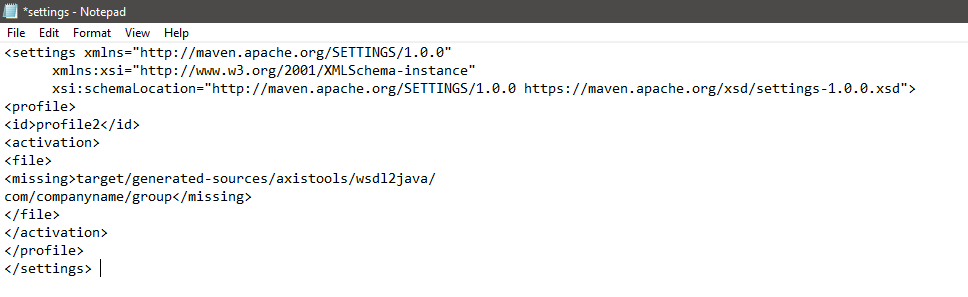 *settings - Notepad
File Edit Format View Help
<settings xmlns="http://maven.apache.org/SETTINGS/1.0.0"
      xmlns:xsi="http://www.w3.org/2001/XMLSchema-instance"
      xsi:schemaLocation="http://maven.apache.org/SETTINGS/1.0.0 https://maven.apache.org/xsd/settings-1.0.0.xsd">
<profile>
<id>profile2</id>
<activation>
<file>
<missing>target/generated-sources/axistools/wsdl2java/
com/companyname/group</missing>
</file>
</activation>
</profile>
</settings>